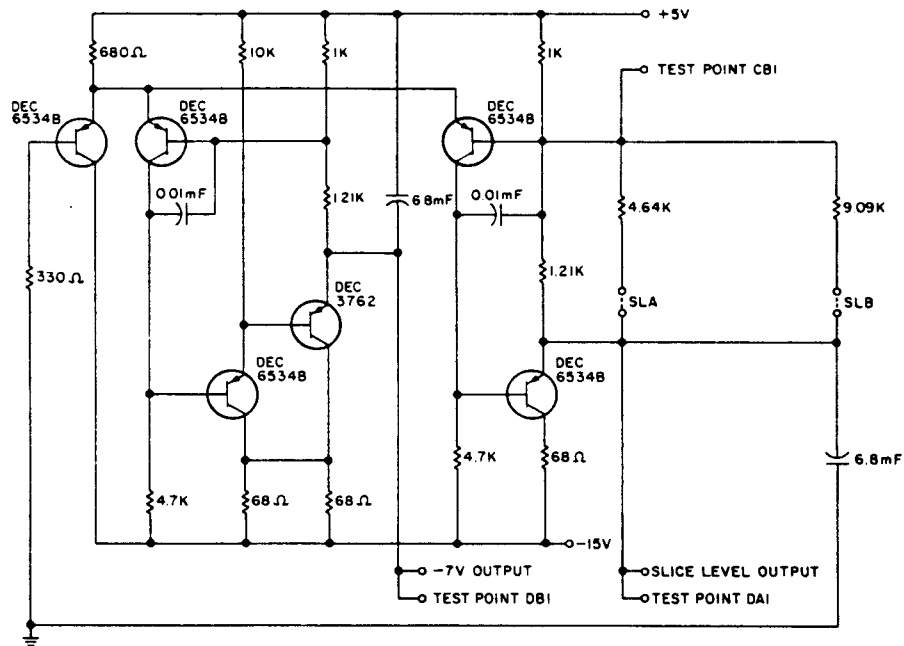 +5V
680Ω
10K
1K
1K
TEST POINT CB1
DEC
6534B
DEC
6534B
DEC
6534B
0.01mF
1.21K
6.8mF
0.01mF
4.64K
9.09K
330Ω
DEC
3762
1.21K
SLA
SLB
DEC
6534B
DEC
6534B
4.7K
68Ω
68Ω
4.7K
68Ω
6.8mF
-15V
-7V OUTPUT
SLICE LEVEL OUTPUT
TEST POINT DB1
TEST POINT DA1